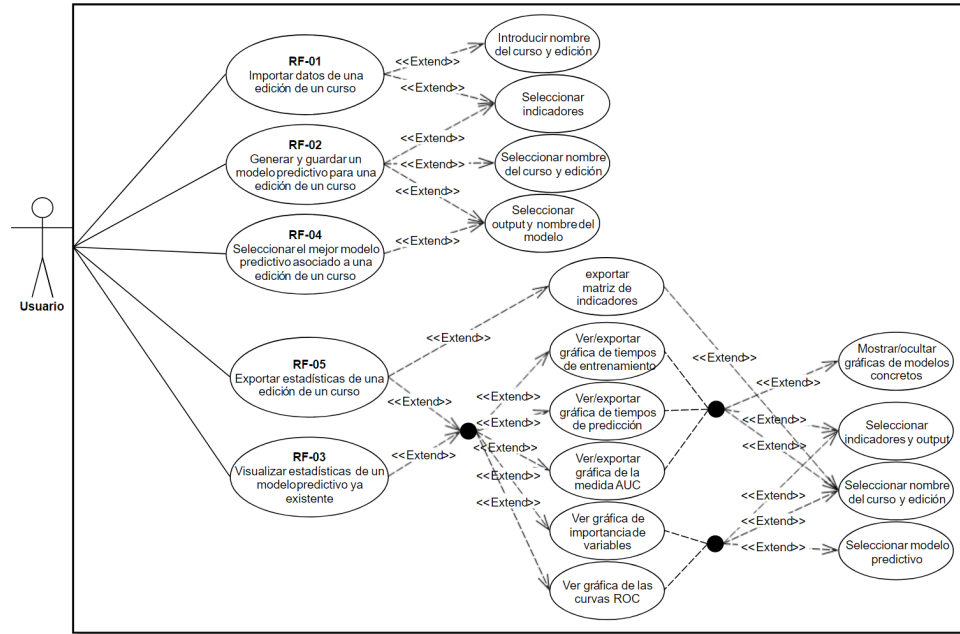 Usuario
RF-01
Importar datos de una
edición de un curso
RF-02
Generar y guardar un
modelo predictivo para una
edición de un curso
RF-04
Seleccionar el mejor modelo
predictivo asociado a una
edición de un curso
RF-05
Exportar estadísticas de una
edición de un curso
RF-03
Visualizar estadísticas de un
modelo predictivo ya
existente
<<Extend>>
<<Extend>>
<<Extend>>
<<Extend>>
<<Extend>>
<<Extend>>
Introducir nombre
del curso y edición
Seleccionar
indicadores
Seleccionar nombre
del curso y edición
Seleccionar
output y nombre del
modelo
<<Extend>>
<<Extend>>
<<Extend>>
<<Extend>>
<<Extend>>
<<Extend>>
<<Extend>>
<<Extend>>
exportar
matriz de
indicadores
Ver/exportar
gráfica de tiempos
de entrenamiento
Ver/exportar
gráfica de tiempos
de predicción
Ver/exportar
gráfica de la
medida AUC
Ver gráfica de
importancia de
variables
Ver gráfica de las
curvas ROC
<<Extend>>
<<Extend>>
<<Extend>>
<<Extend>>
<<Extend>>
<<Extend>>
<<Extend>>
Mostrar/ocultar
gráficas de modelos
concretos
Seleccionar
indicadores y output
Seleccionar nombre
del curso y edición
Seleccionar modelo
predictivo